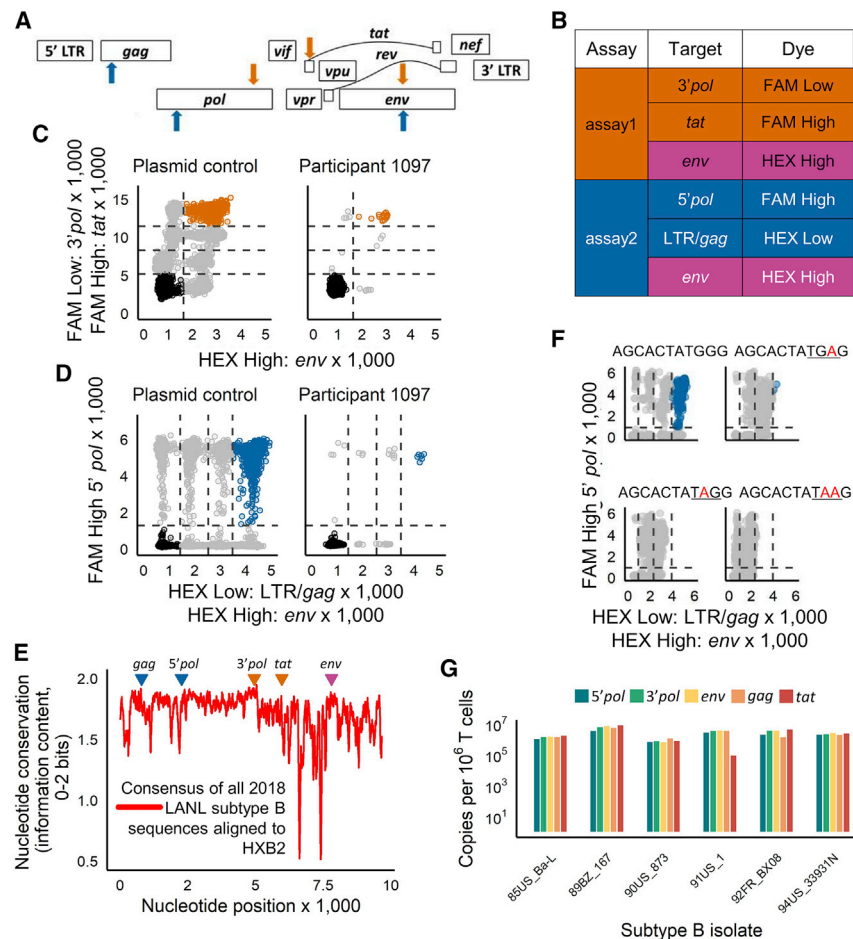 A
5' LTR
gag
vif
tat
rev
nef
vpu
3' LTR
pol
vpr
env
B
Assay Target Dye
assay1
3'pol FAM Low
tat FAM High
env HEX High
assay2
5'pol FAM High
LTR/gag HEX Low
env HEX High
C
Plasmid control Participant 1097
FAM Low: 3'pol x 1,000
FAM High: tat x 1,000
15
10
5
0
0 1 2 3 4 5 0 1 2 3 4 5
HEX High: env x 1,000
D
Plasmid control Participant 1097
FAM High 5' pol x 1,000
6
4
2
0
0 1 2 3 4 5 0 1 2 3 4 5
HEX Low: LTR/gag x 1,000
HEX High: env x 1,000
E
gag 5'pol 3'pol tat env
Nucleotide conservation
(information content,
0-2 bits)
2.0
1.5
1.0
0.5
Consensus of all 2018
LANL subtype B
sequences aligned to
HXB2
0 2.5 5 7.5 10
Nucleotide position x 1,000
F
AGCACTATGGG AGCACTATGAG
6
4
2
0
AGCACTATAGG AGCACTATAAG
6
4
2
0
0 2 4 6 0 2 4 6
FAM High 5' pol x 1,000
HEX Low: LTR/gag x 1,000
HEX High: env x 1,000
G
5'pol 3'pol env gag tat
Copies per 10⁶ T cells
10⁷
10⁵
10³
10¹
85US_Ba-L
89BZ_167
90US_873
91US_1
92FR_BX08
94US_33931N
Subtype B isolate